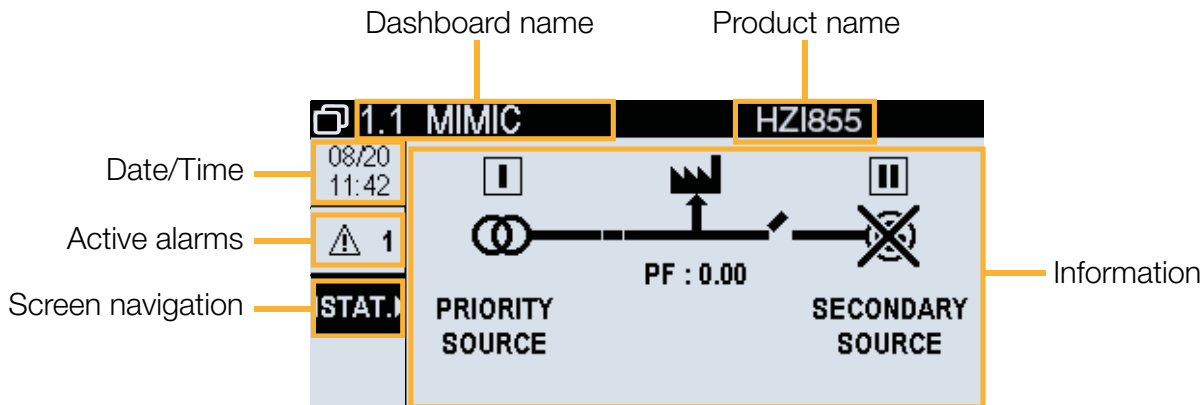 Dashboard name
Product name
1.1 MIMIC
HZI855
Date/Time
08/20
11:42
I
II
Active alarms
1
PF : 0.00
Information
Screen navigation
STAT.
PRIORITY
SOURCE
SECONDARY
SOURCE